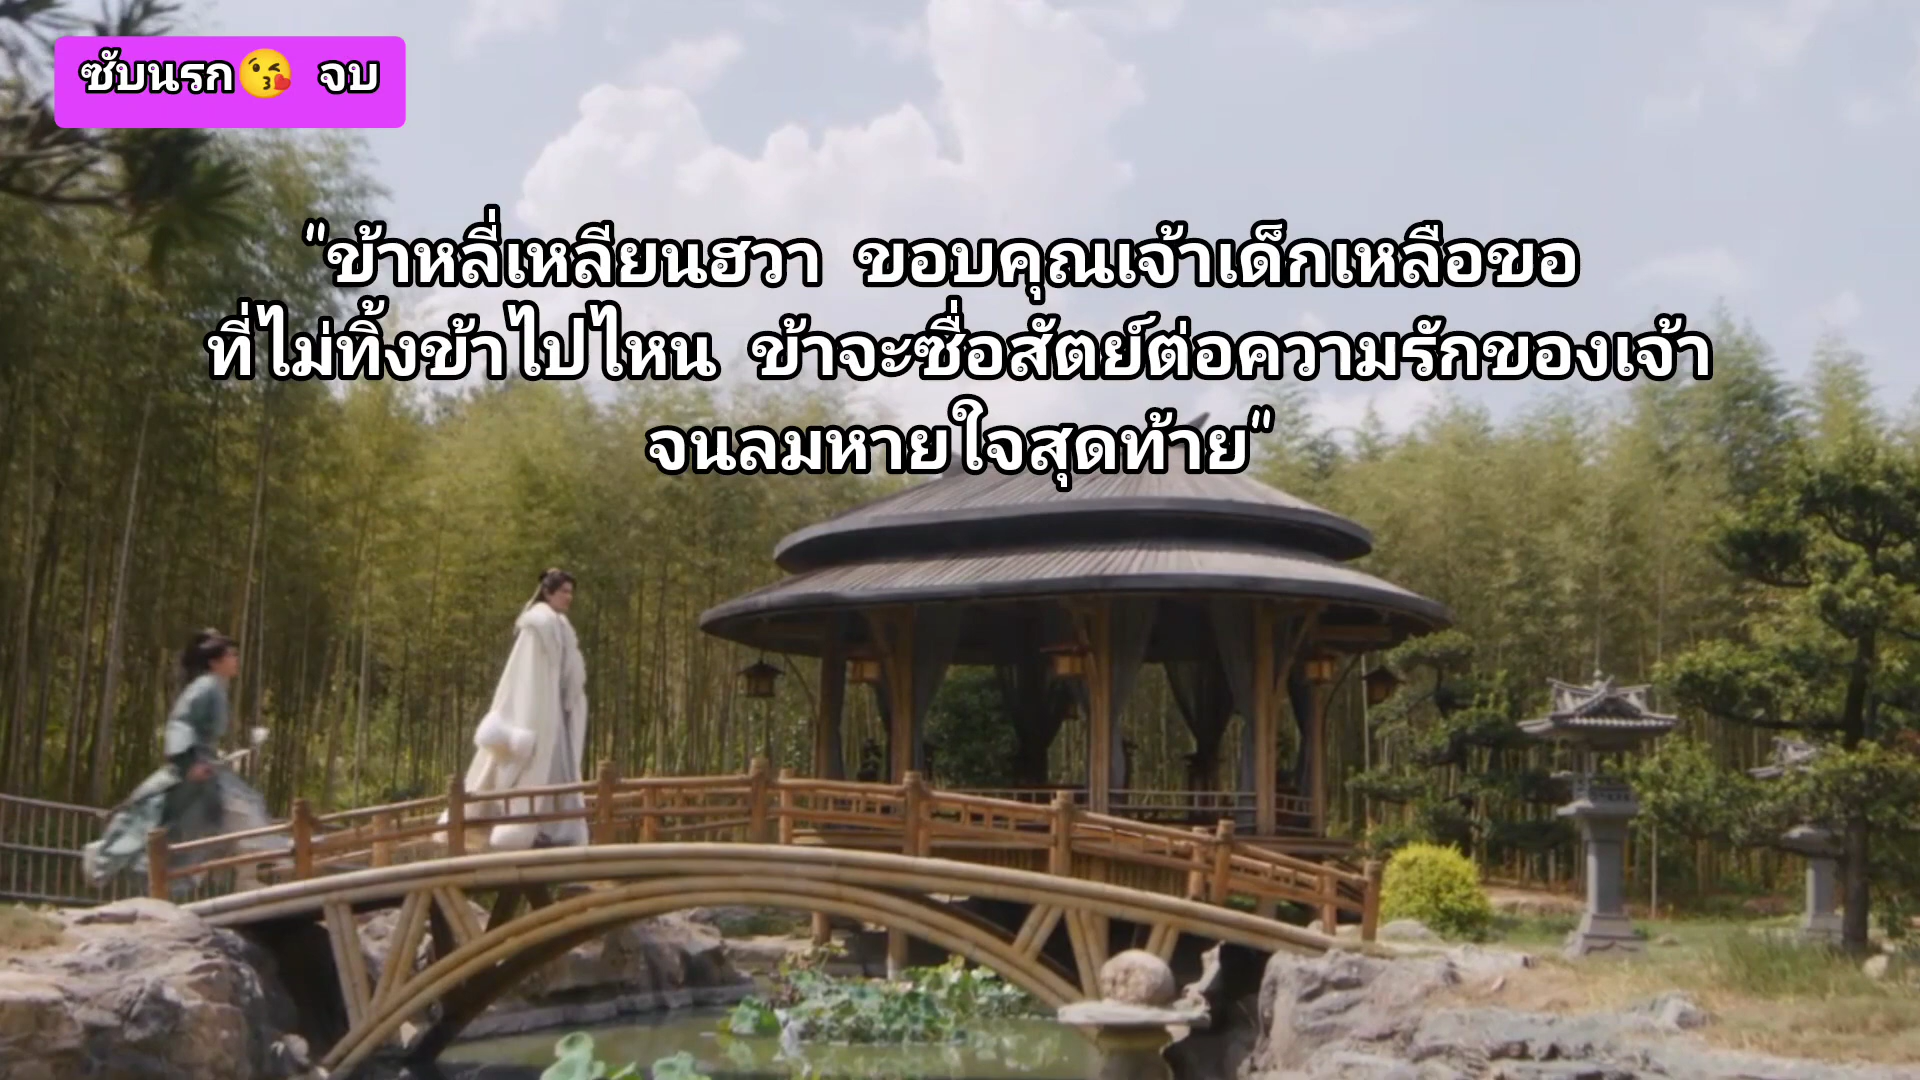 ซับนรก😘 จบ
"ข้าหลี่เหลียนฮวา ขอบคุณเจ้าเด็กเหลือขอ
ที่ไม่ทิ้งข้าไปไหน ข้าจะซื่อสัตย์ต่อความรักของเจ้า
จนลมหายใจสุดท้าย"